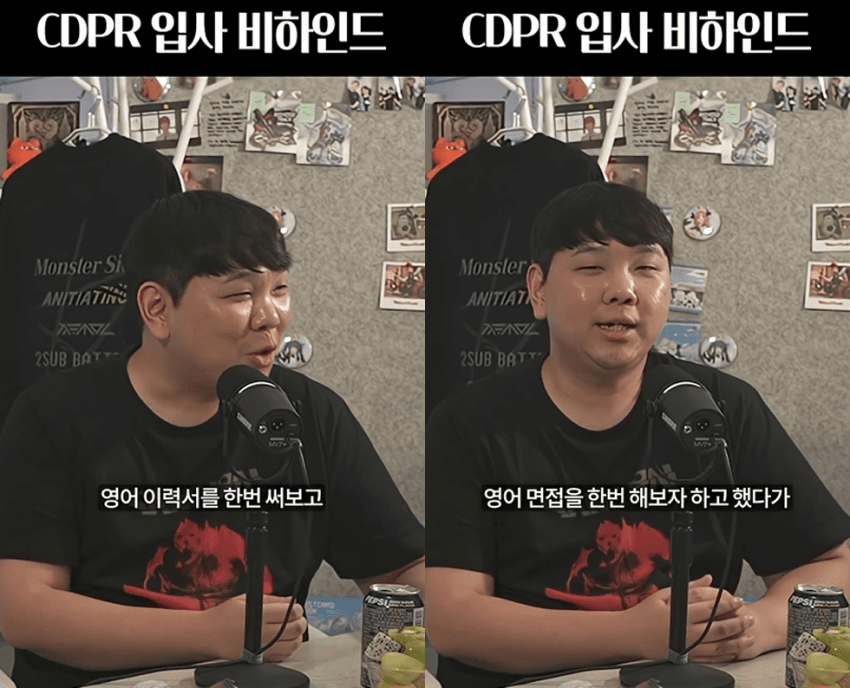 CDPR 입사 비하인드
Monster Si
ANITIATING
2SUB BATT
영어 이력서를 한번 써보고
PEPSI
CDPR 입사 비하인드
Monster
ANITIATI
2SUB BATT
영어 면접을 한번 해보자 하고 했다가
PEPSI